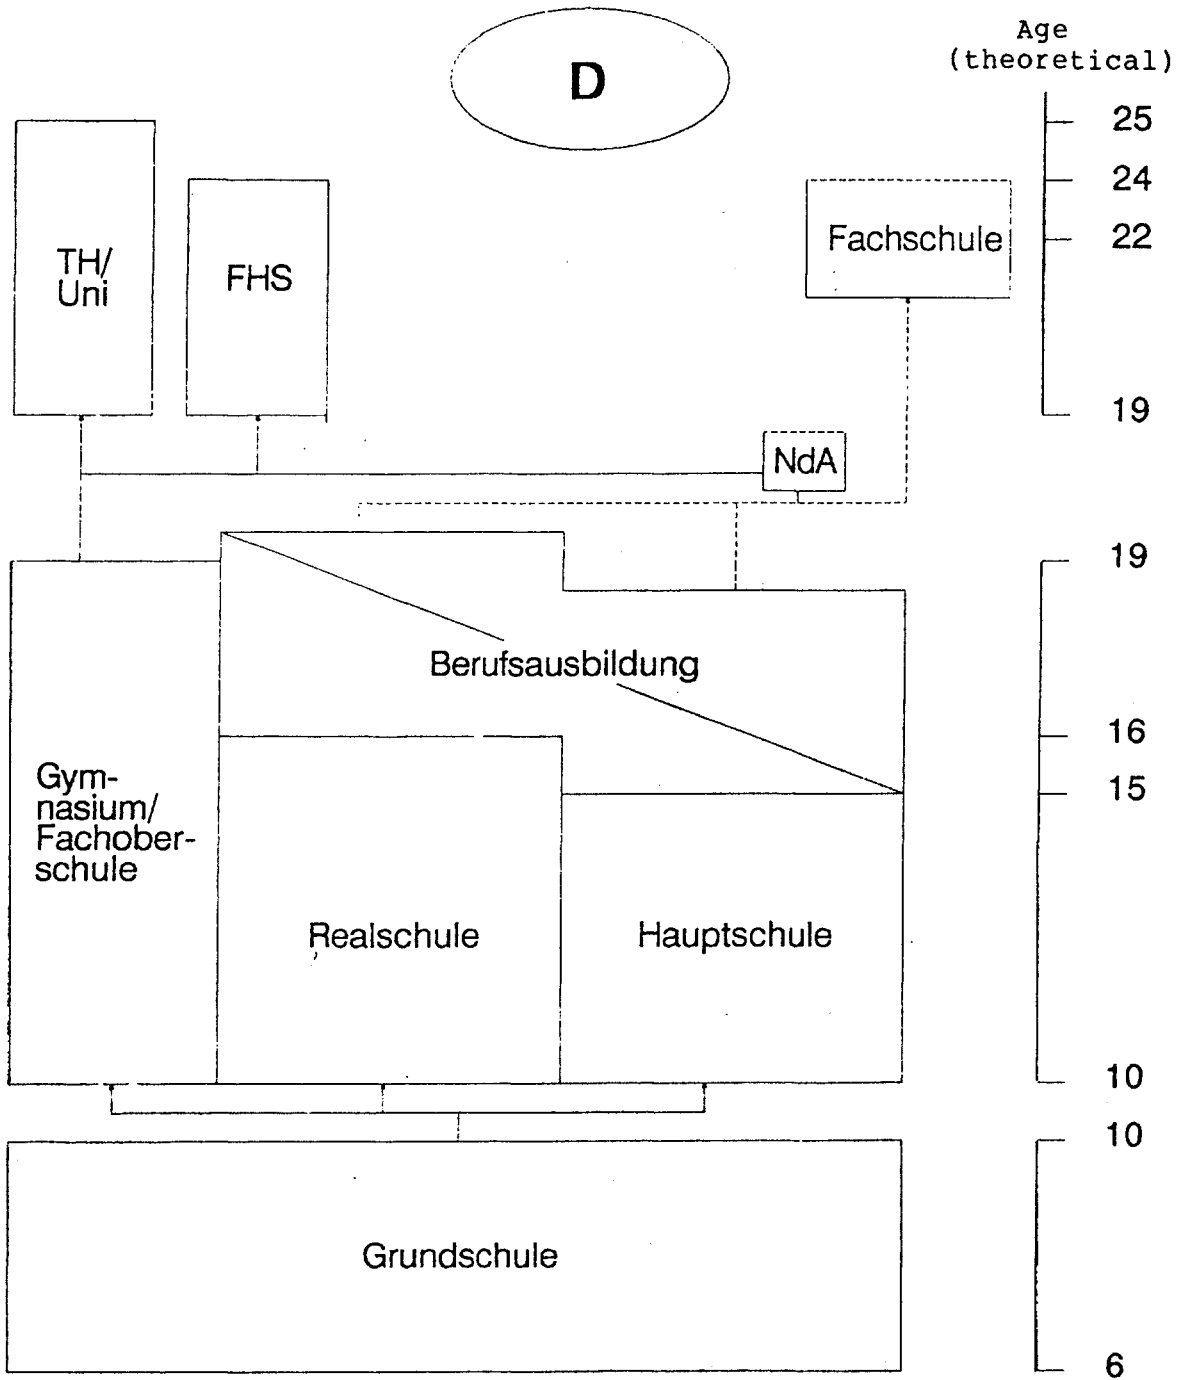 D
Age
(theoretical)
25
24
22
19
TH/
Uni
FHS
Fachschule
NdA
19
16
15
10
Berufsausbildung
Gym-
nasium/
Fachober-
schule
Realschule
Hauptschule
10
6
Grundschule